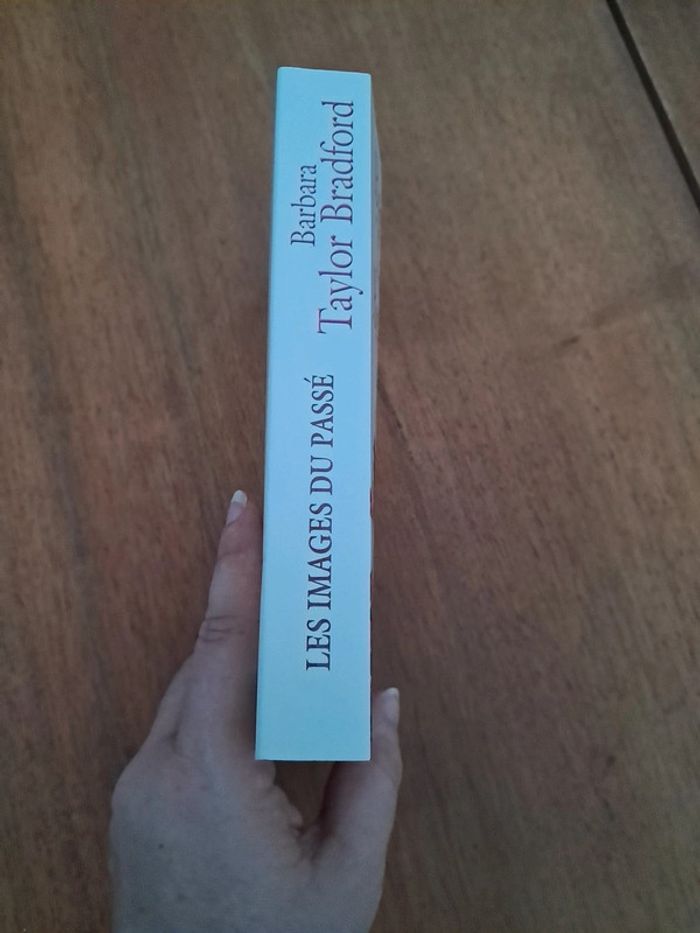 Barbara
Taylor Bradford
LES IMAGES DU PASSÉ